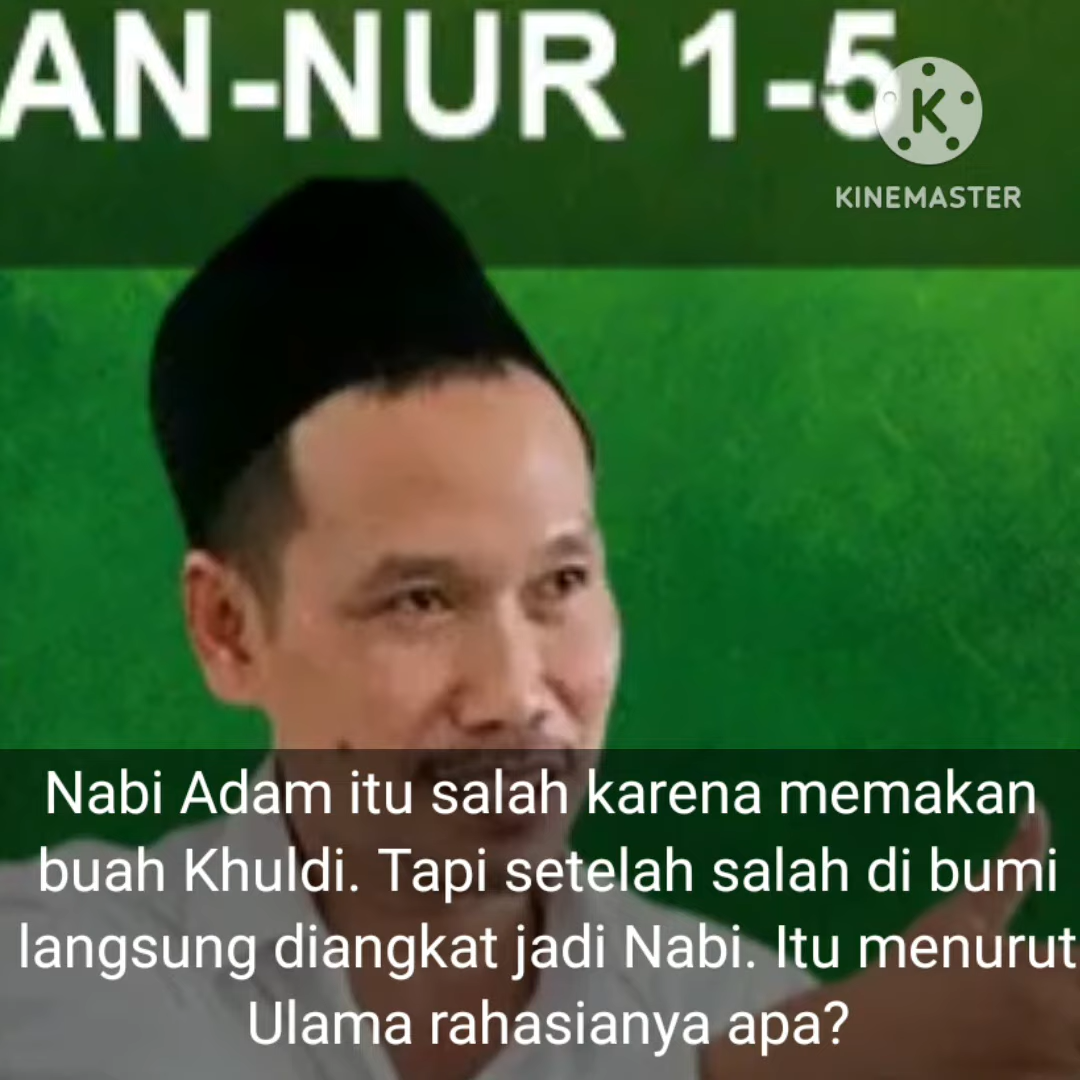 AN-NUR 1-5
K
KINEMASTER
Nabi Adam itu salah karena memakan
buah Khuldi. Tapi setelah salah di bumi
langsung diangkat jadi Nabi. Itu menurut
Ulama rahasianya apa?